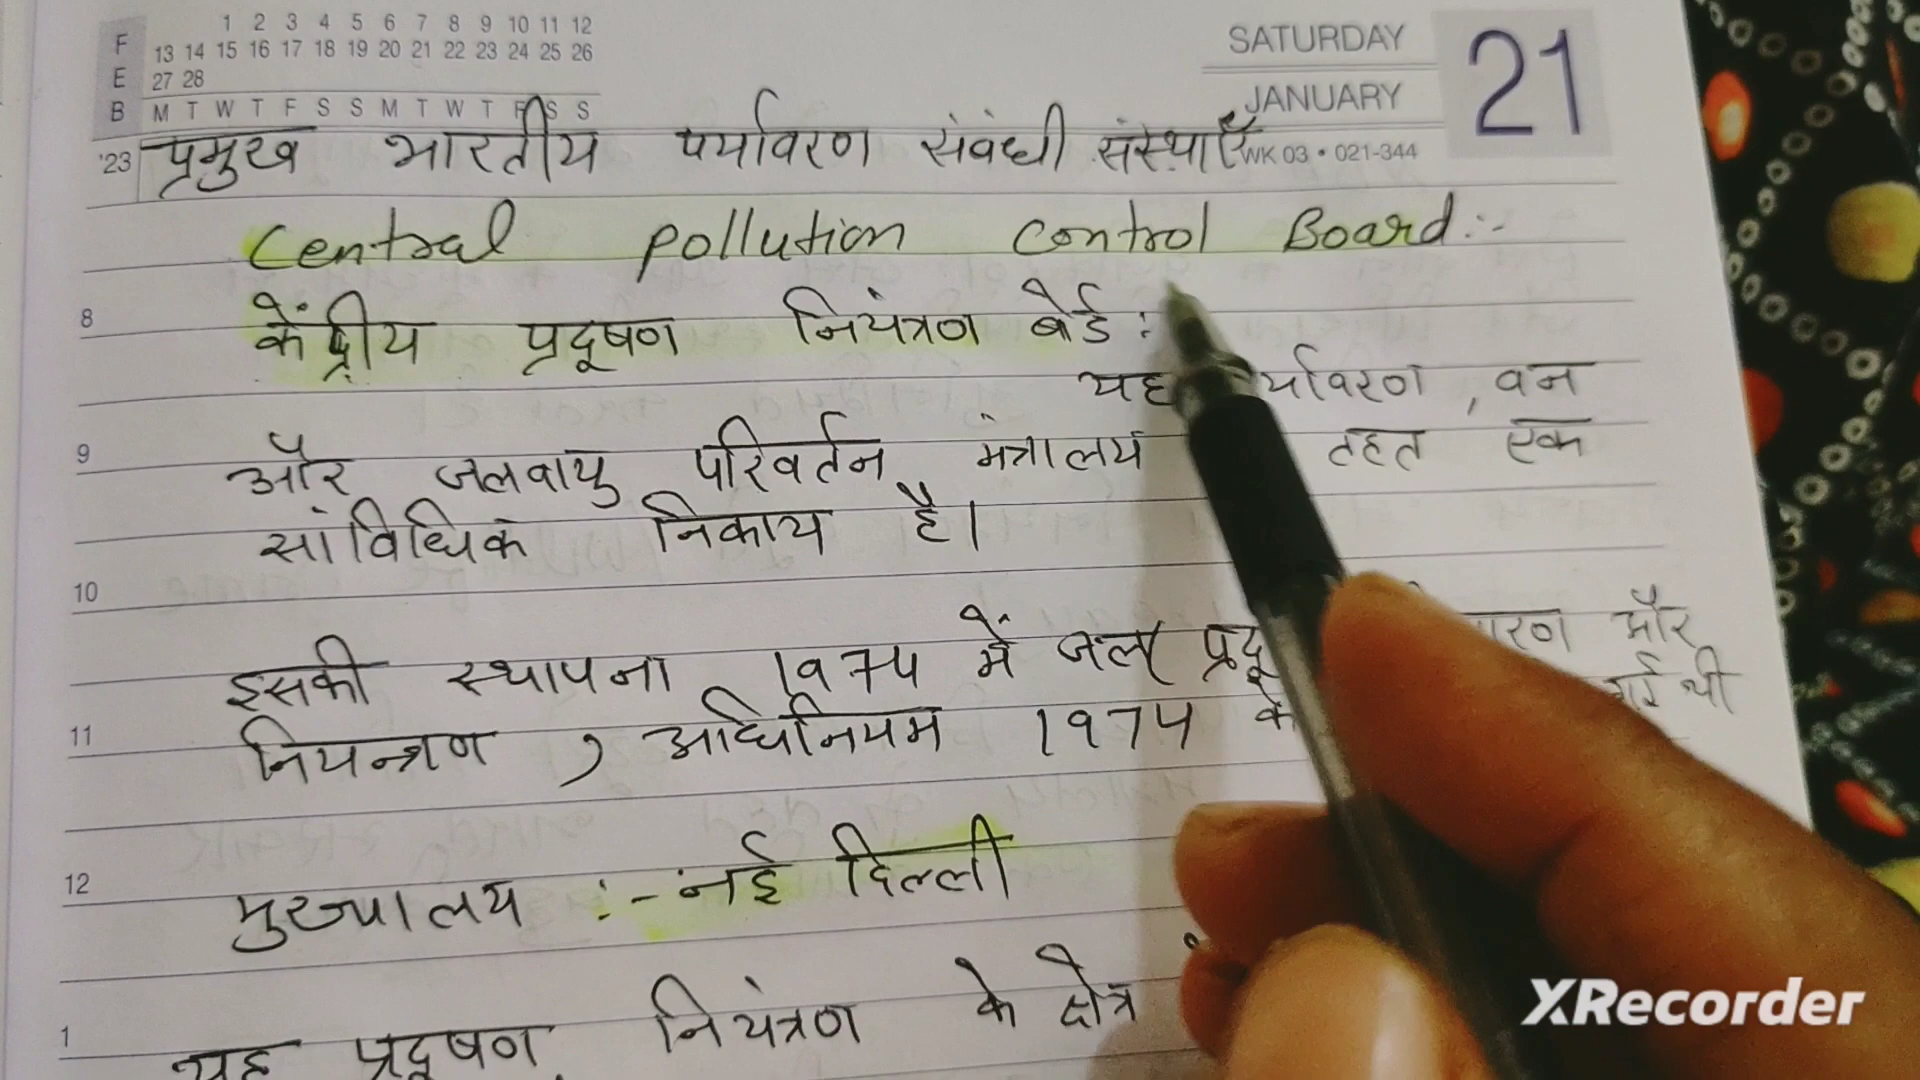 F 1 2 3 4 5 6 7 8 9 10 11 12
13 14 15 16 17 18 19 20 21 22 23 24 25 26
E 27 28
B M T W T F S S M T W T F S S
SATURDAY
JANUARY
21
'23 प्रमुख भारतीय पर्यावरण संबंधी संस्थाएँ WK 03 • 021-344
Central pollution control Board:-
8 केंद्रीय प्रदूषण नियंत्रण बोर्ड :
यह वन
9 और जलवायु परिवर्तन मंत्रालय तहत एक
सांविधिक निकाय है।
10
इसकी स्थापना 1974 में जल और
11 नियन्त्रण , अधिनियम 1974 गई थी
12 मुख्यालय :- नई दिल्ली
1 यह प्रदूषण नियंत्रण के क्षेत्र
XRecorder